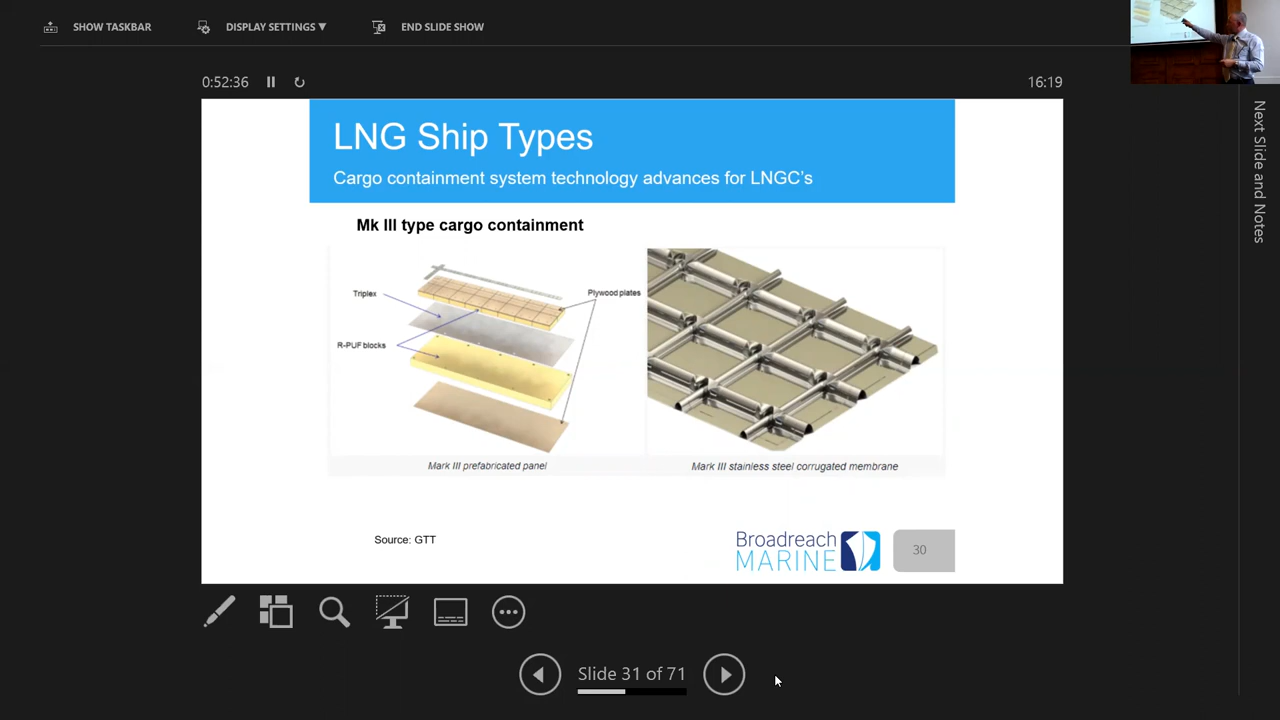 SHOW TASKBAR
DISPLAY SETTINGS ▼
END SLIDE SHOW
0:52:36
16:19
LNG Ship Types
Cargo containment system technology advances for LNGC's
Mk III type cargo containment
Triplex
Plywood plates
R-PUF blocks
Mark III prefabricated panel
Mark III stainless steel corrugated membrane
Source: GTT
Broadreach
MARINE
30
Slide 31 of 71
Next Slide and Notes